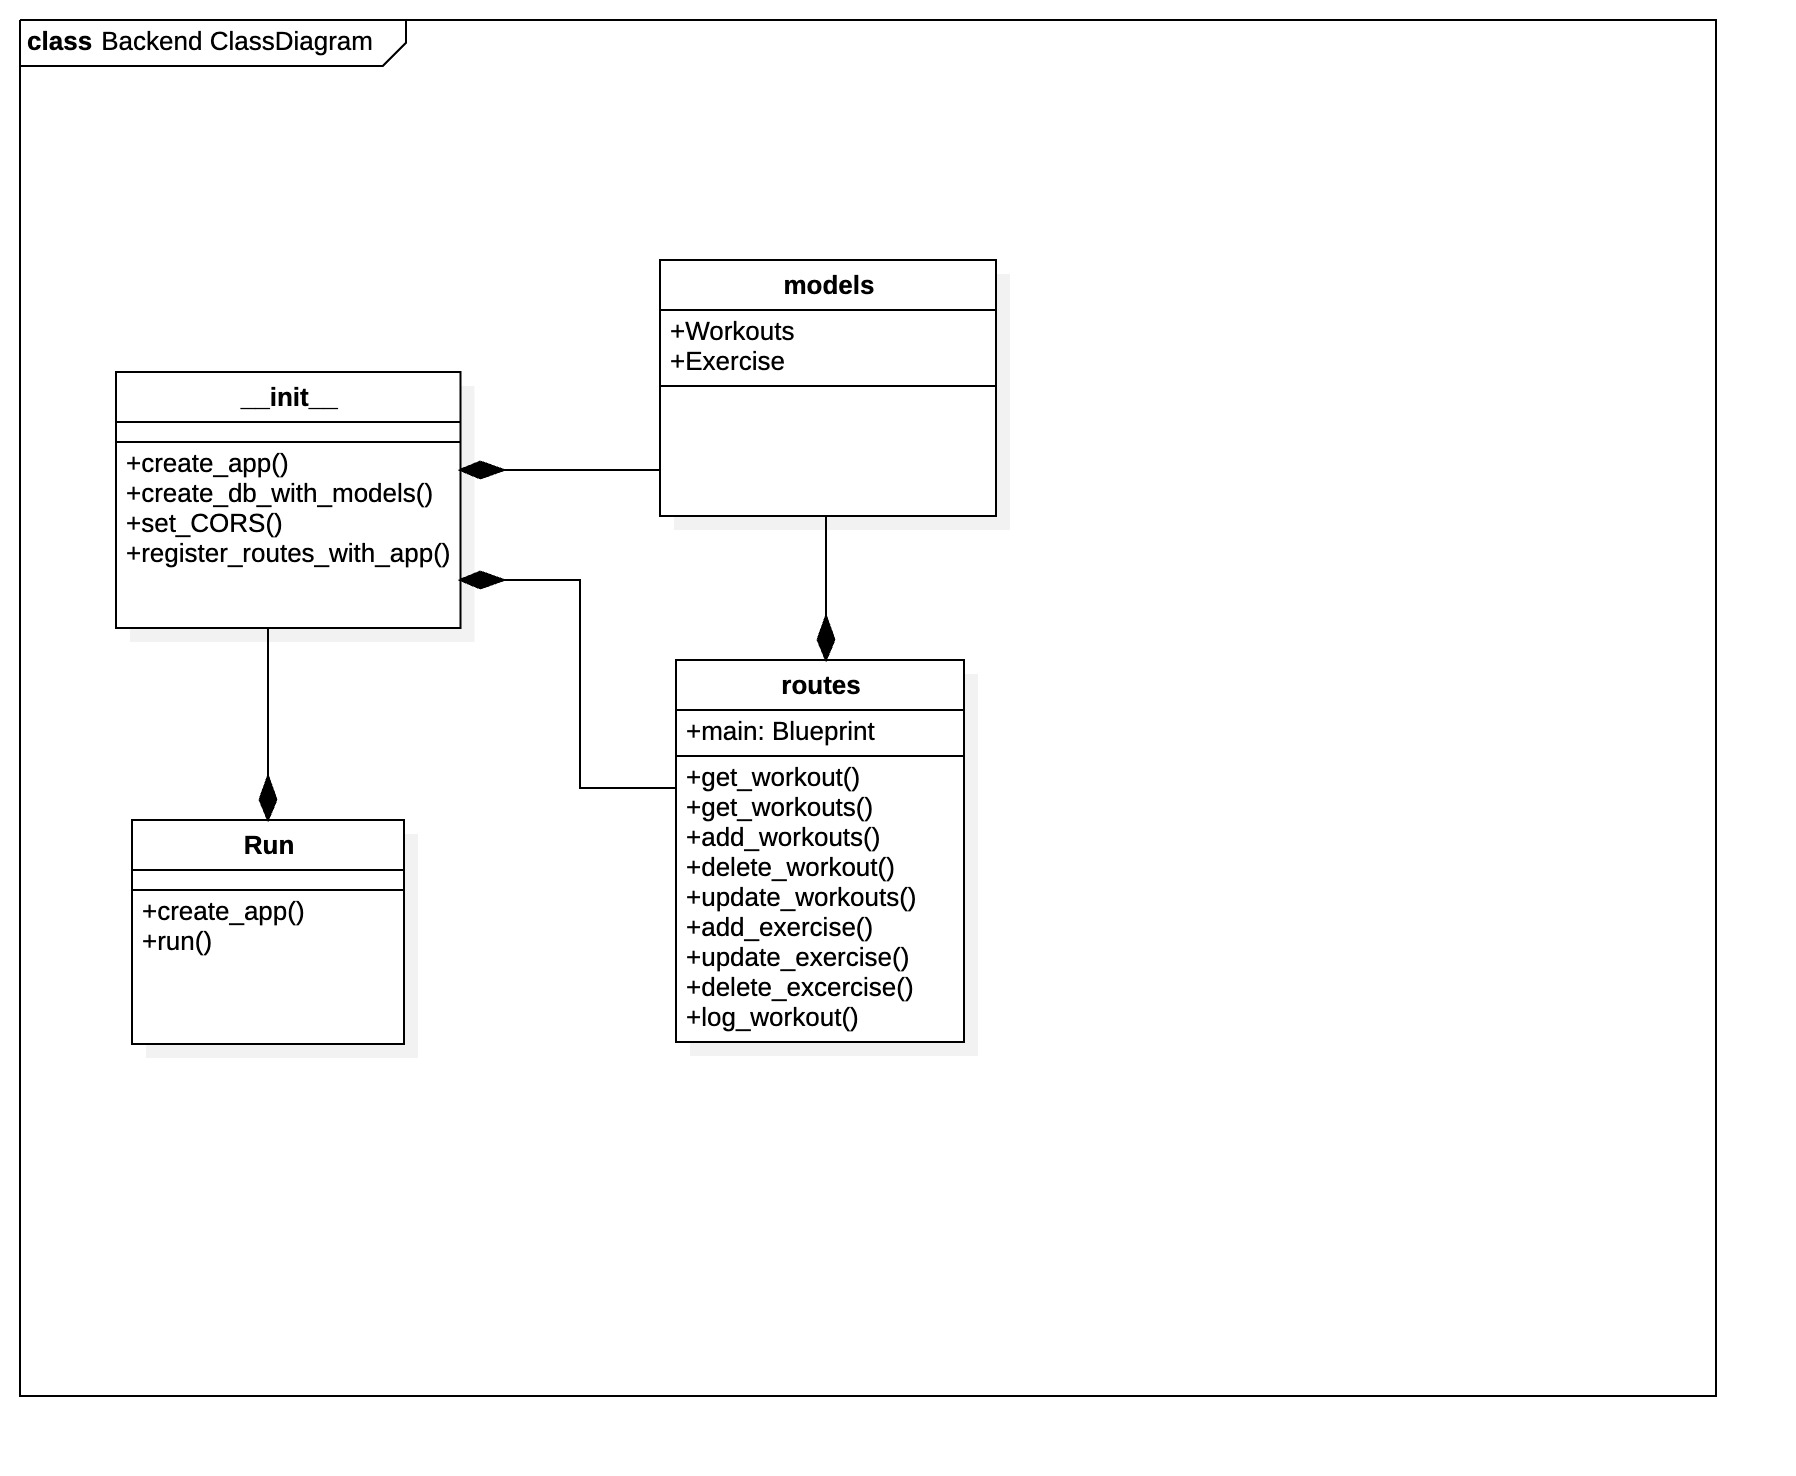 class Backend ClassDiagram
models
+Workouts
+Exercise
__init__
+create_app()
+create_db_with_models()
+set_CORS()
+register_routes_with_app()
routes
+main: Blueprint
+get_workout()
+get_workouts()
+add_workouts()
+delete_workout()
+update_workouts()
+add_exercise()
+update_exercise()
+delete_excercise()
+log_workout()
Run
+create_app()
+run()